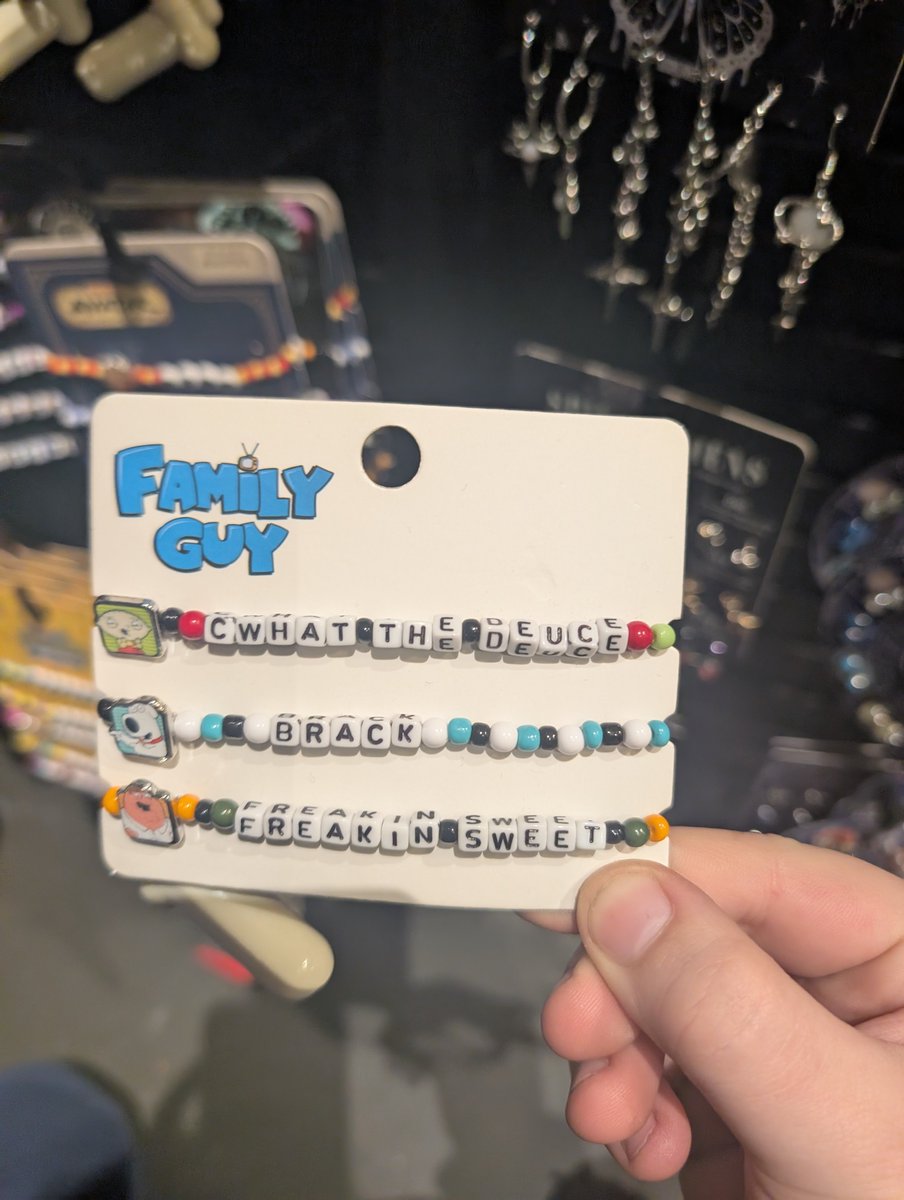 FAMILY
GUY
CWHAT THE DEUCE
BRACK
FREAKIN SWEET